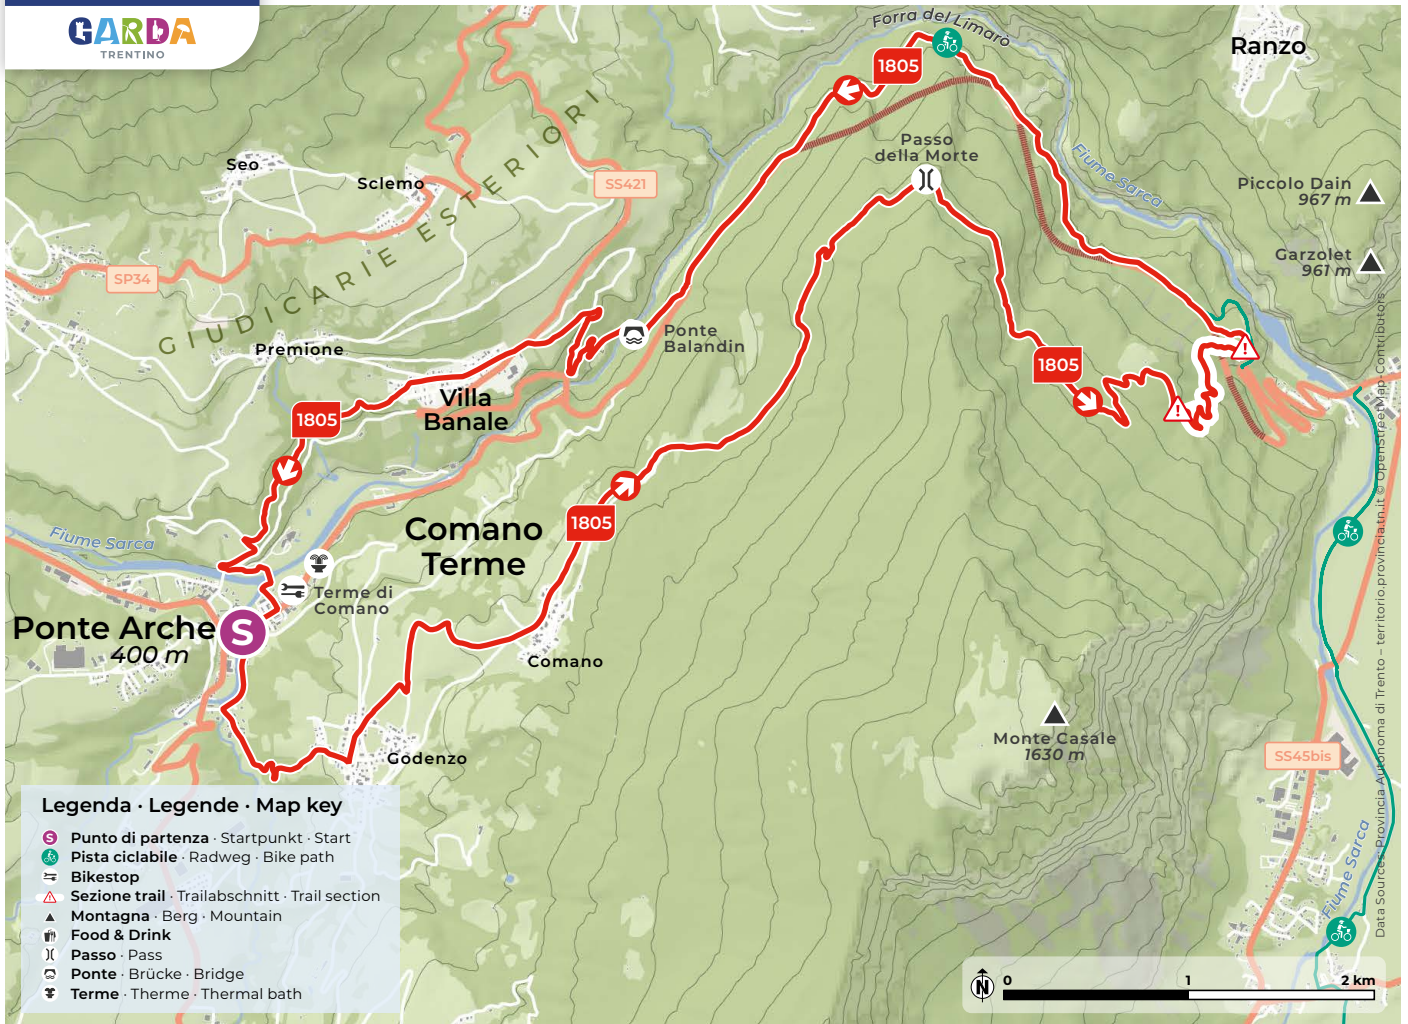 GARDA
TRENTINO
Forra del Limarò
Ranzo
1805
Passo
della Morte
Fiume Sarca
Seo
Sclemo
SS421
Piccolo Dain
967 m
GIUDICARIE ESTERIORI
Garzolet
961 m
SP34
Premione
Ponte
Balandin
1805
Villa
Banale
1805
Comano
Terme
1805
Fiume Sarca
Terme di
Comano
Ponte Arche
400 m
S
Comano
Godenzo
Monte Casale
1630 m
SS45bis
Fiume Sarca
Data Sources: Provincia Autonoma di Trento – territorio.provincia.tn.it © OpenStreetMap-Contributors
Legenda · Legende · Map key
S Punto di partenza · Startpunkt · Start
Pista ciclabile · Radweg · Bike path
Bikestop
Sezione trail · Trailabschnitt · Trail section
Montagna · Berg · Mountain
Food & Drink
Passo · Pass
Ponte · Brücke · Bridge
Terme · Therme · Thermal bath
N
0 1 2 km